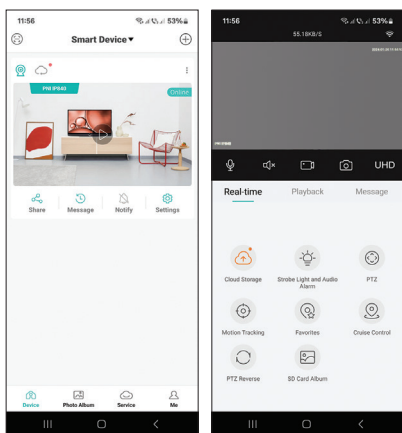 11:56
53%
Smart Device ▾
PNI IP840
Online
Share
Message
Notify
Settings
Device
Photo Album
Service
Me
11:56
53%
55.18KB/S
UHD
Real-time
Playback
Message
Cloud Storage
Strobe Light and Audio
Alarm
PTZ
Motion Tracking
Favorites
Cruise Control
PTZ Reverse
SD Card Album